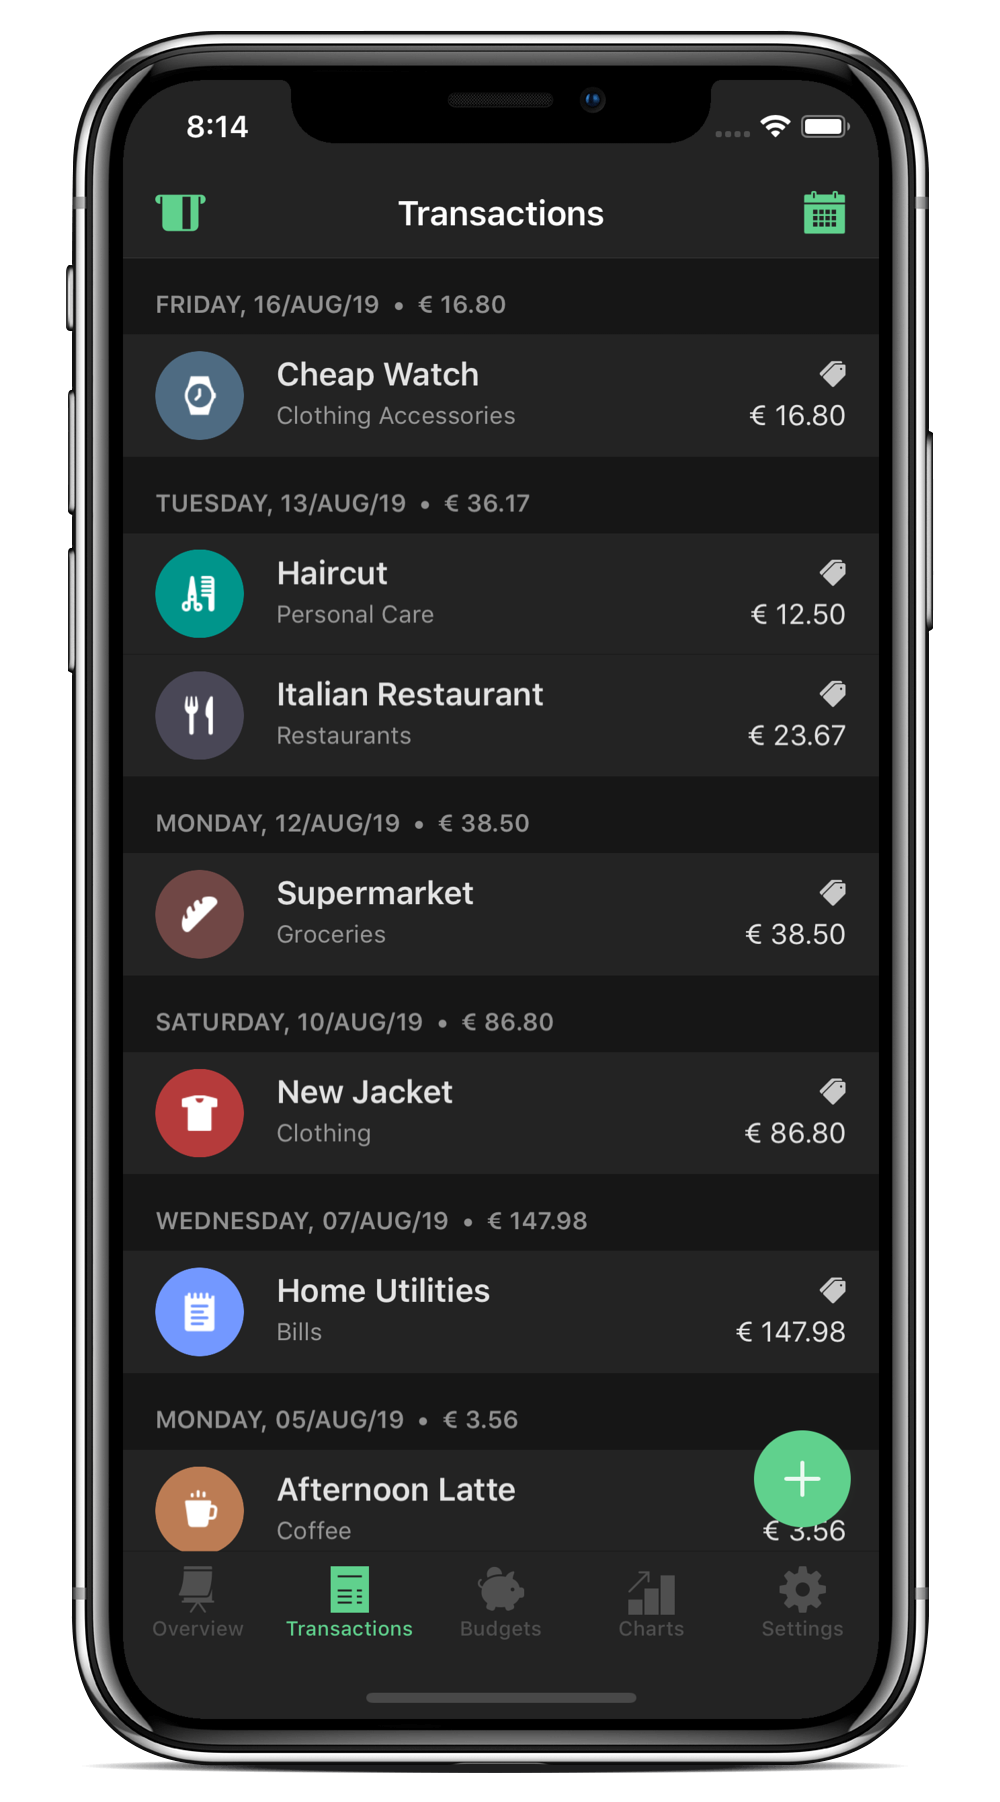 8:14
Transactions
FRIDAY, 16/AUG/19 • € 16.80
Cheap Watch
Clothing Accessories
€ 16.80
TUESDAY, 13/AUG/19 • € 36.17
Haircut
Personal Care
€ 12.50
Italian Restaurant
Restaurants
€ 23.67
MONDAY, 12/AUG/19 • € 38.50
Supermarket
Groceries
€ 38.50
SATURDAY, 10/AUG/19 • € 86.80
New Jacket
Clothing
€ 86.80
WEDNESDAY, 07/AUG/19 • € 147.98
Home Utilities
Bills
€ 147.98
MONDAY, 05/AUG/19 • € 3.56
Afternoon Latte
Coffee
€ 3.56
Overview
Transactions
Budgets
Charts
Settings